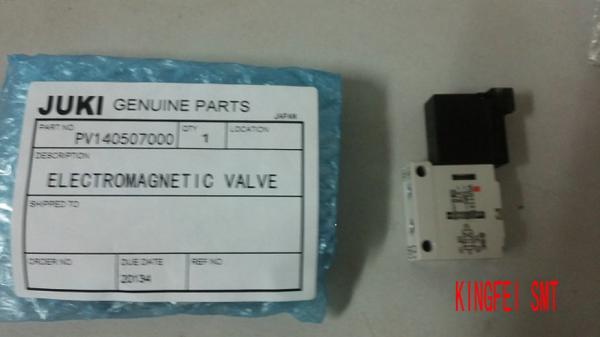 JUKI GENUINE PARTS
JAPAN
PART NO PV140507000 QTY 1 LOCATION
DESCRIPTION
ELECTROMAGNETIC VALVE
SHIPPED TO
ORDER NO DUE DATE 20134 REF NO
KINGFEI SMT